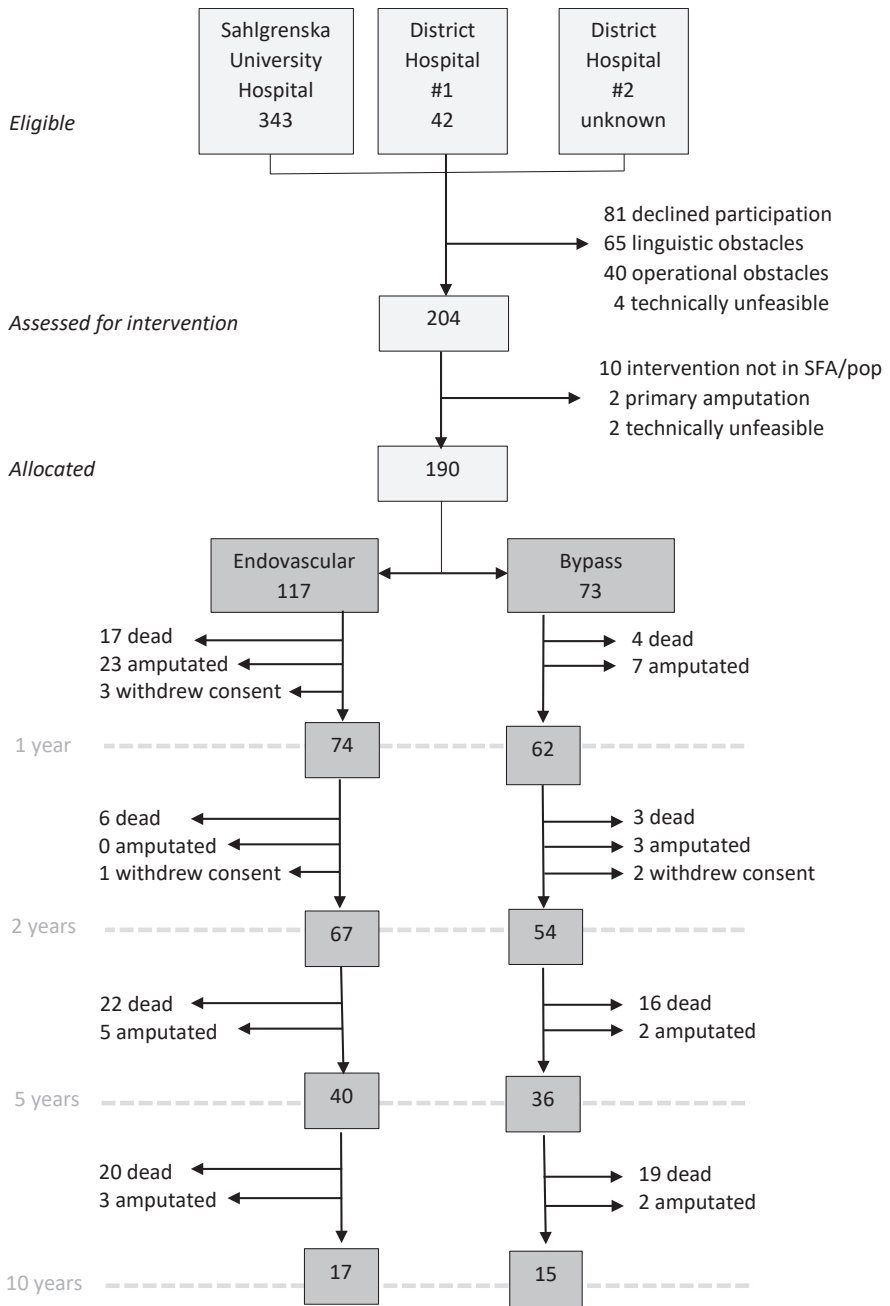 Sahlgrenska
University
Hospital
343
District
Hospital
#1
42
District
Hospital
#2
unknown
Eligible
81 declined participation
65 linguistic obstacles
40 operational obstacles
4 technically unfeasible
Assessed for intervention
204
10 intervention not in SFA/pop
2 primary amputation
2 technically unfeasible
Allocated
190
Endovascular
117
Bypass
73
17 dead
23 amputated
3 withdrew consent
4 dead
7 amputated
1 year
74
62
6 dead
0 amputated
1 withdrew consent
3 dead
3 amputated
2 withdrew consent
2 years
67
54
22 dead
5 amputated
16 dead
2 amputated
5 years
40
36
20 dead
3 amputated
19 dead
2 amputated
10 years
17
15